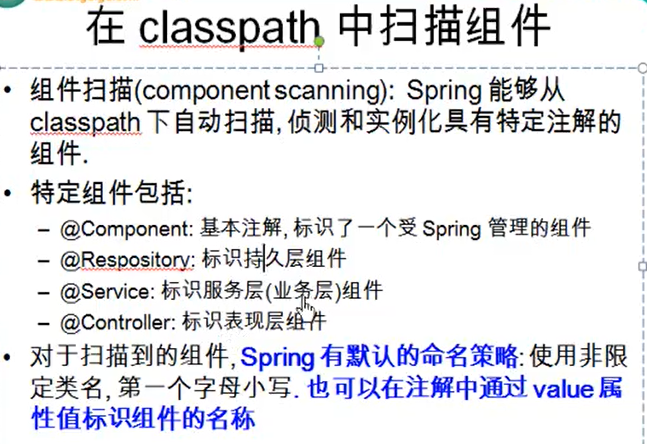 在 classpath 中扫描组件
• 组件扫描(component scanning): Spring 能够从
classpath 下自动扫描, 侦测和实例化具有特定注解的
组件.
• 特定组件包括:
– @Component: 基本注解, 标识了一个受 Spring 管理的组件
– @Respository: 标识持久层组件
– @Service: 标识服务层(业务层)组件
– @Controller: 标识表现层组件
• 对于扫描到的组件, Spring 有默认的命名策略: 使用非限
定类名, 第一个字母小写. 也可以在注解中通过 value 属
性值标识组件的名称